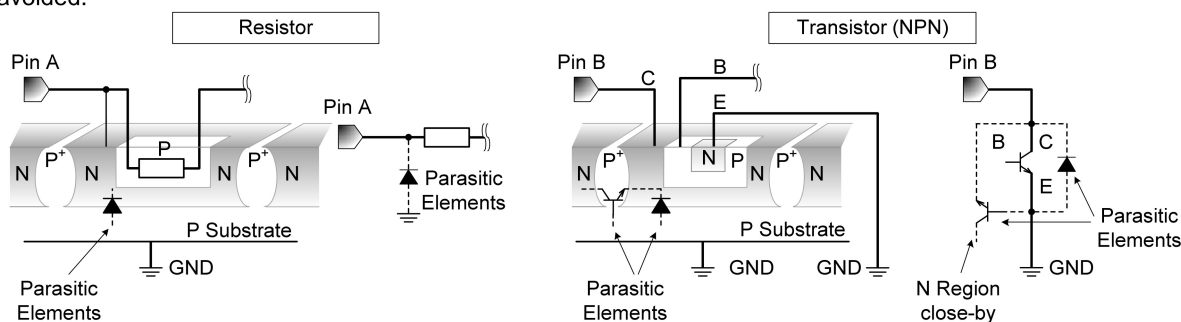 avoided.
Resistor
Transistor (NPN)
Pin A
Pin A
P
N
P+
N
N
P+
N
Parasitic
Elements
P Substrate
GND
Parasitic
Elements
Pin B
C
B
E
N
P+
N
N
P
N
P+
N
P Substrate
GND
GND
Parasitic
Elements
Pin B
B
C
E
Parasitic
Elements
GND
N Region
close-by